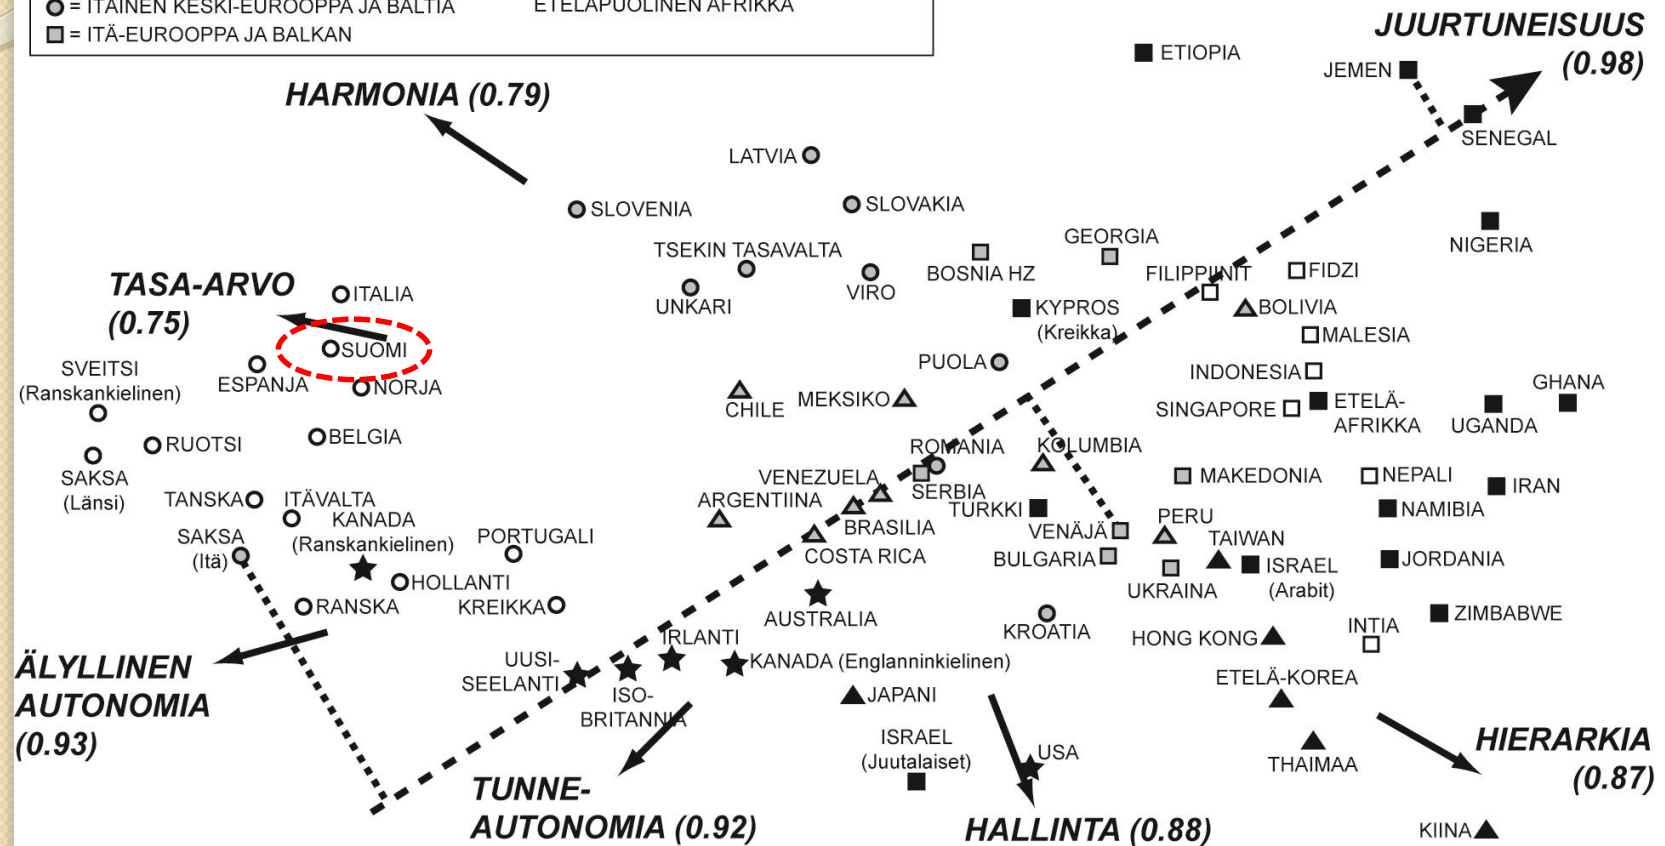 = ITÄINEN KESKI-EUROOPPA JA BALTIA
ETELÄPUOLINEN AFRIKKA
= ITÄ-EUROOPPA JA BALKAN
JUURTUNEISUUS
(0.98)
ETIOPIA
JEMEN
HARMONIA (0.79)
SENEGAL
LATVIA
SLOVENIA
SLOVAKIA
NIGERIA
TSEKIN TASAVALTA
GEORGIA
BOSNIA HZ
FILIPPIINIT
FIDZI
TASA-ARVO
(0.75)
ITALIA
UNKARI
VIRO
KYPROS
(Kreikka)
BOLIVIA
MALESIA
SUOMI
SVEITSI
(Ranskankielinen)
ESPANJA
NORJA
PUOLA
INDONESIA
CHILE
MEKSIKO
SINGAPORE
ETELÄ-
AFRIKKA
GHANA
UGANDA
RUOTSI
BELGIA
ROMANIA
KOLUMBIA
SAKSA
(Länsi)
VENEZUELA
SERBIA
MAKEDONIA
NEPALI
IRAN
TANSKA
ITÄVALTA
ARGENTIINA
BRASILIA
TURKKI
NAMIBIA
KANADA
(Ranskankielinen)
PORTUGALI
COSTA RICA
VENÄJÄ
PERU
SAKSA
(Itä)
BULGARIA
TAIWAN
ISRAEL
(Arabit)
JORDANIA
HOLLANTI
UKRAINA
RANSKA
KREIKKA
AUSTRALIA
KROATIA
HONG KONG
INTIA
ZIMBABWE
ÄLYLLINEN
AUTONOMIA
(0.93)
UUSI-
SEELANTI
IRLANTI
ISO-
BRITANNIA
KANADA (Englanninkielinen)
JAPANI
ETELÄ-KOREA
ISRAEL
(Juutalaiset)
USA
THAIMAA
HIERARKIA
(0.87)
TUNNE-
AUTONOMIA (0.92)
HALLINTA (0.88)
KIINA